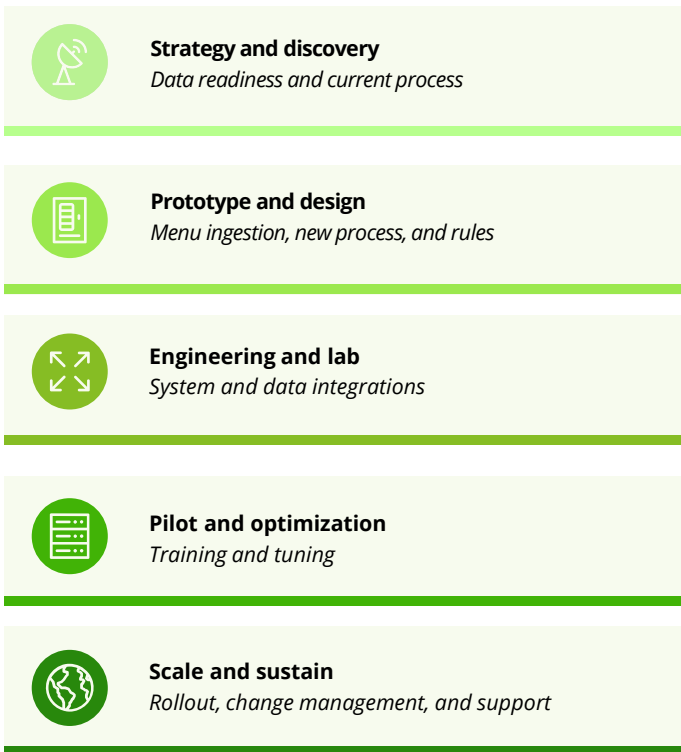 Strategy and discovery
Data readiness and current process
Prototype and design
Menu ingestion, new process, and rules
Engineering and lab
System and data integrations
Pilot and optimization
Training and tuning
Scale and sustain
Rollout, change management, and support